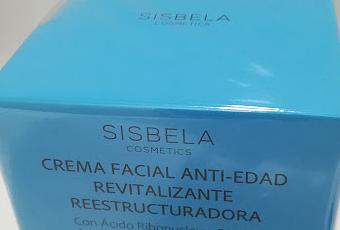 SISBELA
COSMETICS
SISBELA
COSMETICS
CREMA FACIAL ANTI-EDAD
REVITALIZANTE
REESTRUCTURADORA
Con Ácido